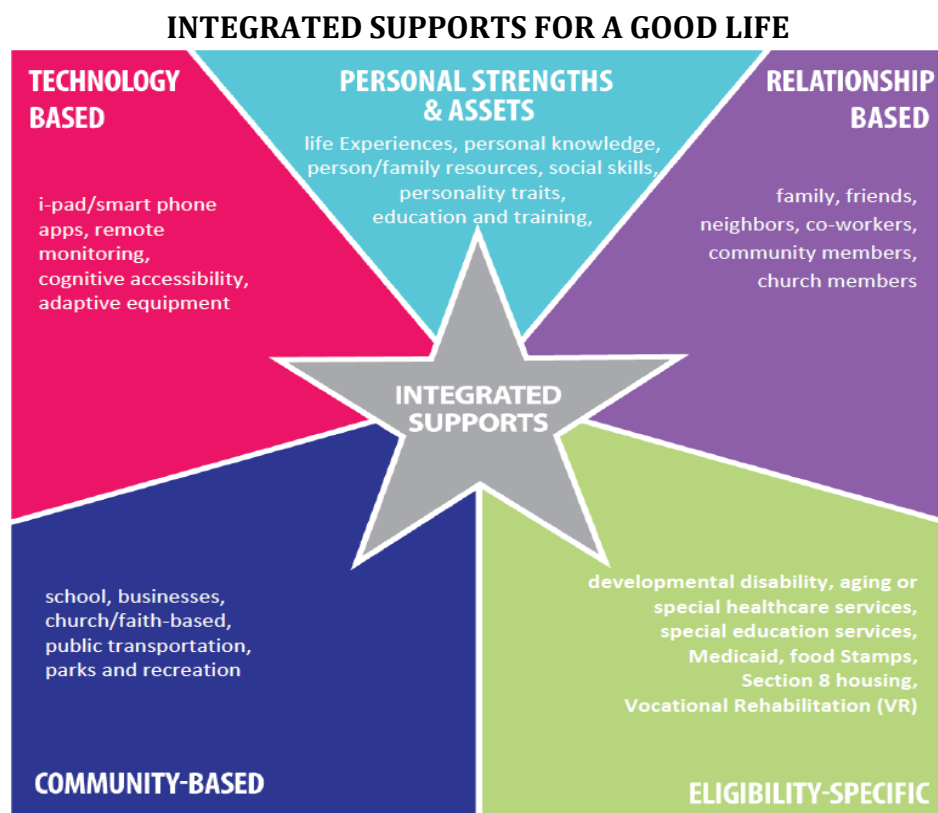 INTEGRATED SUPPORTS FOR A GOOD LIFE
TECHNOLOGY
BASED
i-pad/smart phone
apps, remote
monitoring,
cognitive accessibility,
adaptive equipment
PERSONAL STRENGTHS
& ASSETS
life Experiences, personal knowledge,
person/family resources, social skills,
personality traits,
education and training,
RELATIONSHIP
BASED
family, friends,
neighbors, co-workers,
community members,
church members
INTEGRATED
SUPPORTS
school, businesses,
church/faith-based,
public transportation,
parks and recreation
COMMUNITY-BASED
developmental disability, aging or
special healthcare services,
special education services,
Medicaid, food Stamps,
Section 8 housing,
Vocational Rehabilitation (VR)
ELIGIBILITY-SPECIFIC